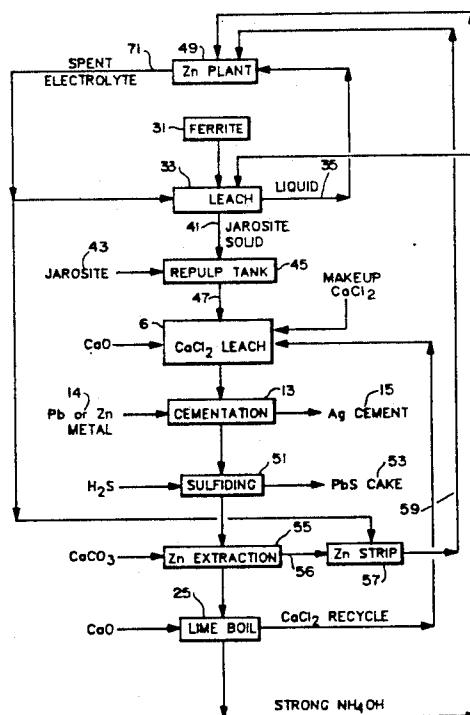 71
49
SPENT
ELECTROLYTE
Zn PLANT
31
FERRITE
33
35
LEACH
LIQUID
41
JAROSITE
SOLID
43
JAROSITE
REPULP TANK
45
47
MAKEUP
CaCl2
6
CaO
CaCl2 LEACH
14
13
15
Pb or Zn
METAL
CEMENTATION
Ag CEMENT
51
53
H2S
SULFIDING
PbS CAKE
59
55
CaCO3
Zn EXTRACTION
56
Zn STRIP
57
25
CaO
LIME BOIL
CaCl2 RECYCLE
STRONG NH4OH